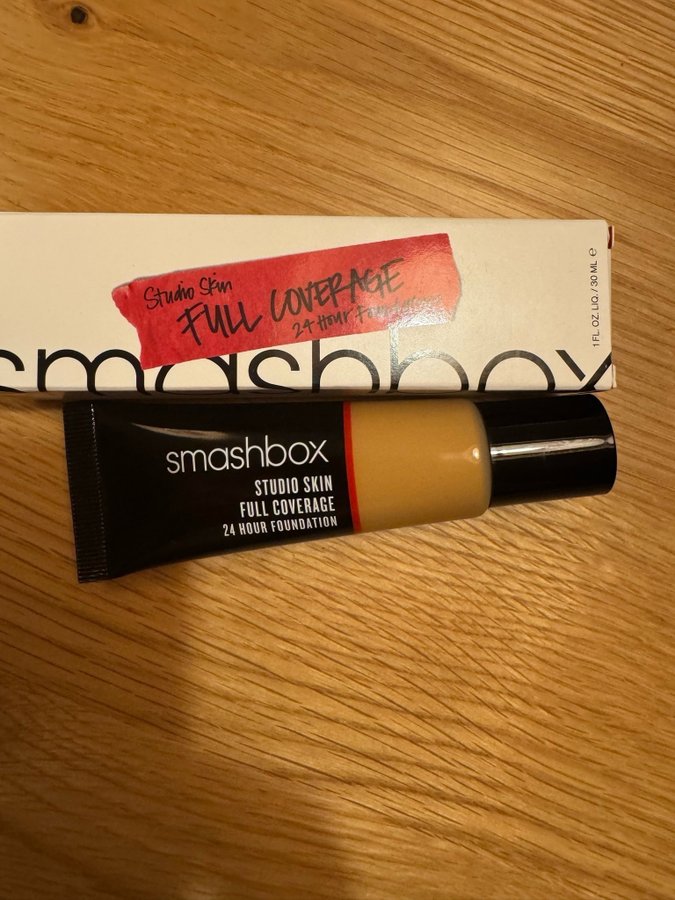 Studio Skin
FULL COVERAGE
24 Hour Foundation
smashbox
1 FL. OZ. LIQ. / 30 ML ℮
smashbox
STUDIO SKIN
FULL COVERAGE
24 HOUR FOUNDATION